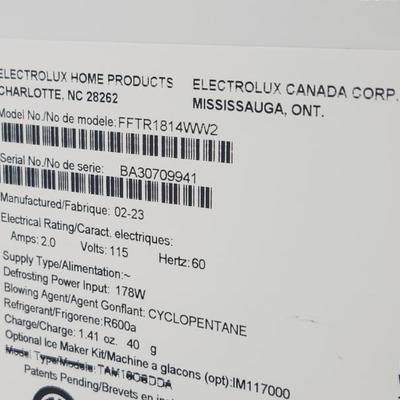 ELECTROLUX HOME PRODUCTS ELECTROLUX CANADA CORP.
CHARLOTTE, NC 28262 MISSISSAUGA, ONT.
Model No./No de modele: FFTR1814WW2
Serial No./No de serie: BA30709941
Manufactured/Fabrique: 02-23
Electrical Rating/Caract. electriques:
Amps: 2.0 Volts: 115 Hertz: 60
Supply Type/Alimentation:~
Defrosting Power Input: 178W
Blowing Agent/Agent Gonflant: CYCLOPENTANE
Refrigerant/Frigorene: R600a
Charge/Charge: 1.41 oz. 40 g
Optional Ice Maker Kit/Machine a glacons (opt):IM117000
Model Type/Modele:
Patents Pending/Brevets en